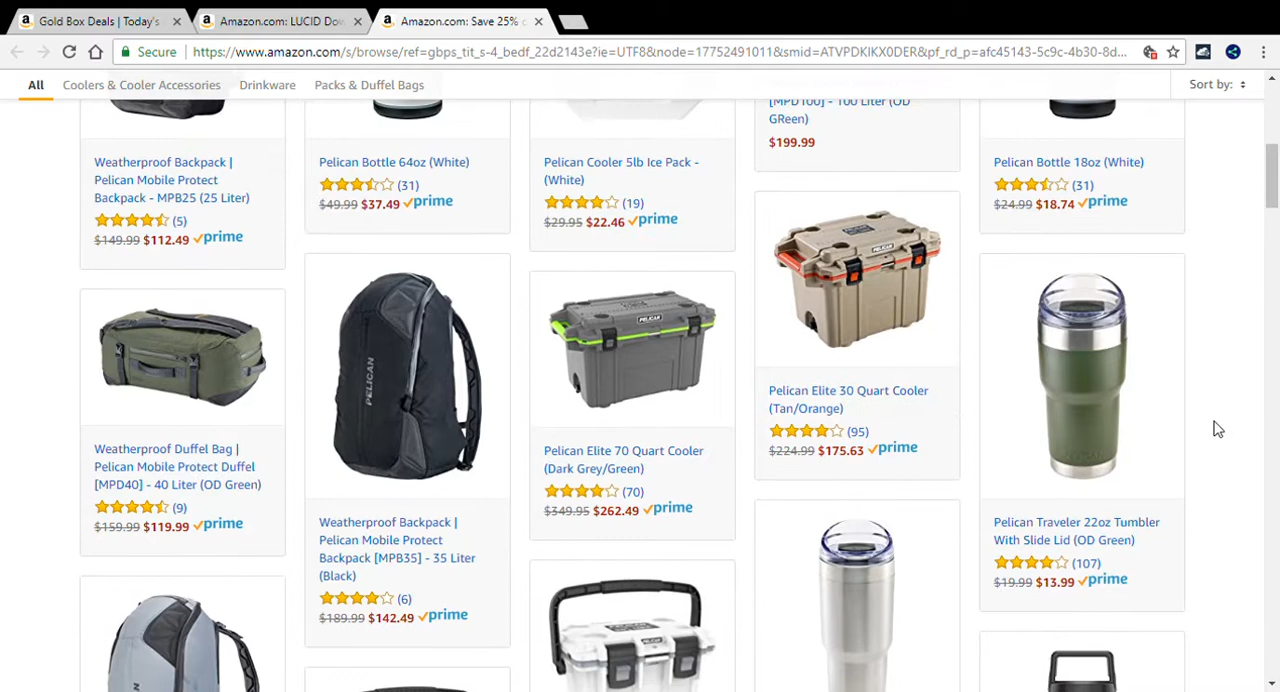 Gold Box Deals | Today's
Amazon.com: LUCID Dow
Amazon.com: Save 25% o
Secure
https://www.amazon.com/s/browse/ref=gbps_tit_s-4_bedf_22d2143e?ie=UTF8&node=17752491011&smid=ATVPDKIKX0DER&pf_rd_p=afc45143-5c9c-4b30-8d...
All
Coolers & Cooler Accessories
Drinkware
Packs & Duffel Bags
Sort by:
Weatherproof Backpack |
Pelican Mobile Protect
Backpack - MPB25 (25 Liter)
(5)
$149.99 $112.49 prime
Weatherproof Duffel Bag |
Pelican Mobile Protect Duffel
[MPD40] - 40 Liter (OD Green)
(9)
$159.99 $119.99 prime
Pelican Bottle 64oz (White)
(31)
$49.99 $37.49 prime
PELICAN
Weatherproof Backpack |
Pelican Mobile Protect
Backpack [MPB35] - 35 Liter
(Black)
(6)
$189.99 $142.49 prime
Pelican Cooler 5lb Ice Pack -
(White)
(19)
$29.95 $22.46 prime
PELICAN
Pelican Elite 70 Quart Cooler
(Dark Grey/Green)
(70)
$349.95 $262.49 prime
[MPD100] - 100 Liter (OD
GReen)
$199.99
Pelican Elite 30 Quart Cooler
(Tan/Orange)
(95)
$224.99 $175.63 prime
Pelican Bottle 18oz (White)
(31)
$24.99 $18.74 prime
Pelican Traveler 22oz Tumbler
With Slide Lid (OD Green)
(107)
$19.99 $13.99 prime